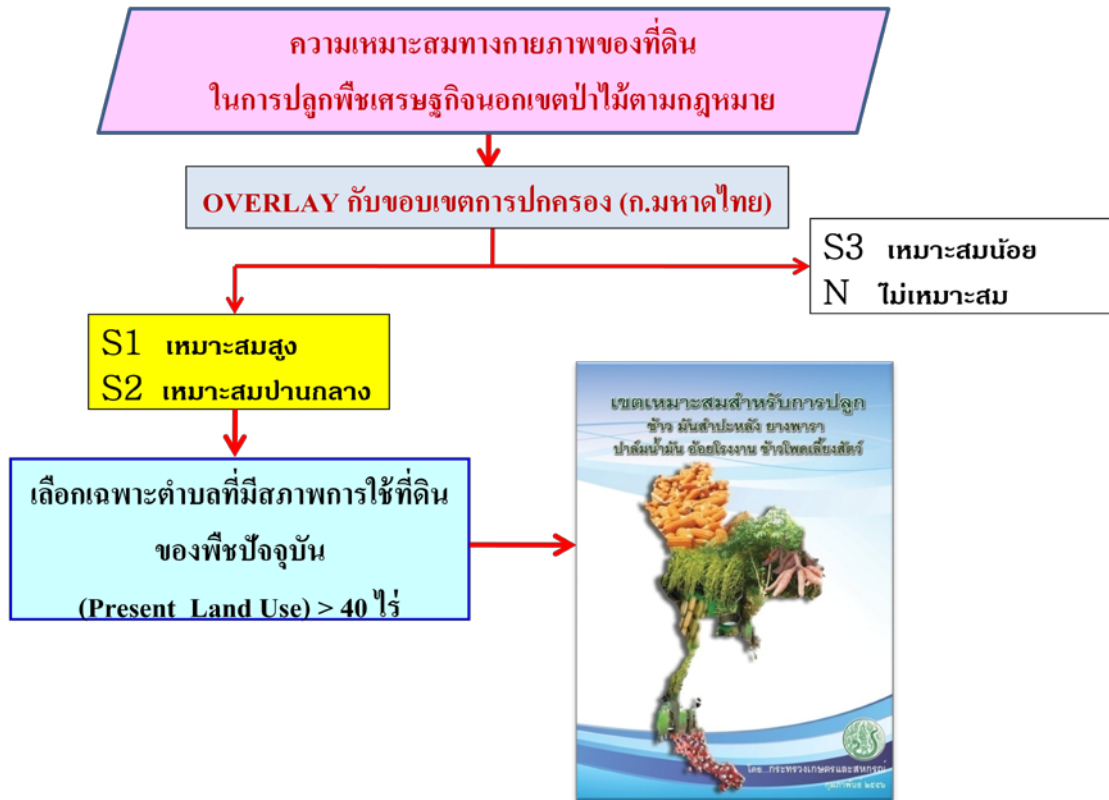 ความเหมาะสมทางกายภาพของที่ดิน
ในการปลูกพืชเศรษฐกิจนอกเขตป่าไม้ตามกฎหมาย
OVERLAY กับขอบเขตการปกครอง (ก.มหาดไทย)
S3 เหมาะสมน้อย
N ไม่เหมาะสม
S1 เหมาะสมสูง
S2 เหมาะสมปานกลาง
เลือกเฉพาะตำบลที่มีสภาพการใช้ที่ดิน
ของพืชปัจจุบัน
(Present Land Use) > 40 ไร่
เขตเหมาะสมสำหรับการปลูก
ข้าว มันสำปะหลัง ยางพารา
ปาล์มน้ำมัน อ้อยโรงงาน ข้าวโพดเลี้ยงสัตว์
โดย...กระทรวงเกษตรและสหกรณ์
กุมภาพันธ์ ๒๕๕๖